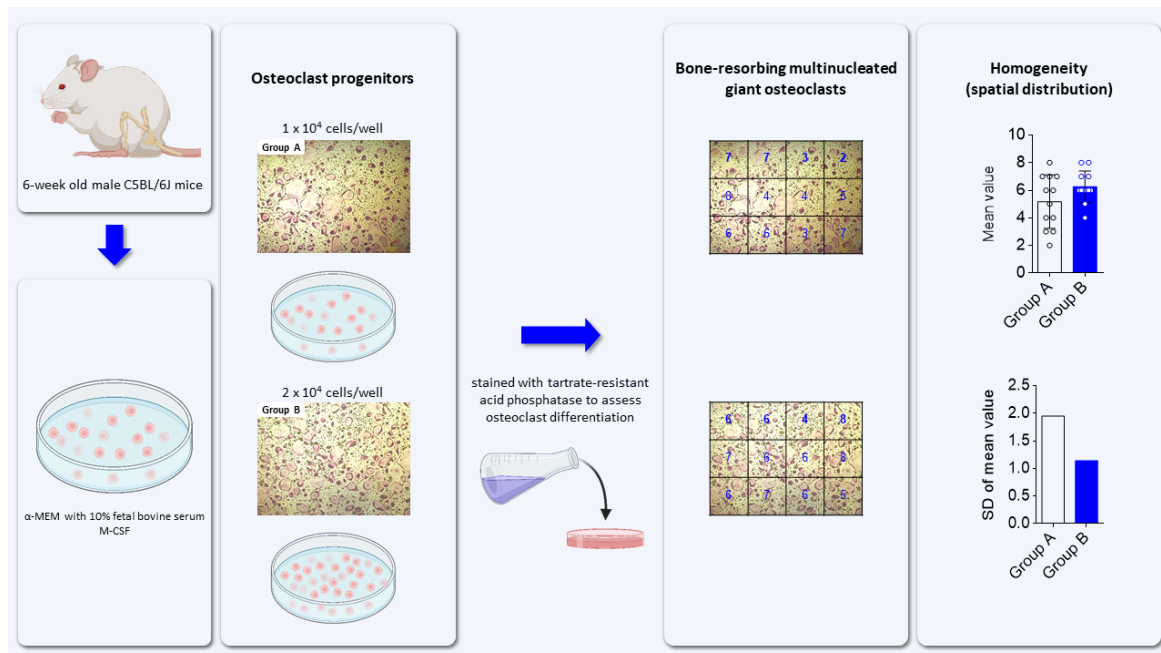 6-week old male C5BL/6J mice
α-MEM with 10% fetal bovine serum
M-CSF
Osteoclast progenitors
1 x 10⁴ cells/well
Group A
2 x 10⁴ cells/well
Group B
stained with tartrate-resistant
acid phosphatase to assess
osteoclast differentiation
Bone-resorbing multinucleated
giant osteoclasts
7 7 3 2
4 4 5
6 6 3 7
6 6 4 8
7 6 6 8
6 7 6 5
Homogeneity
(spatial distribution)
Mean value
10
8
6
4
2
0
Group A
Group B
SD of mean value
2.5
2.0
1.5
1.0
0.5
0.0
Group A
Group B